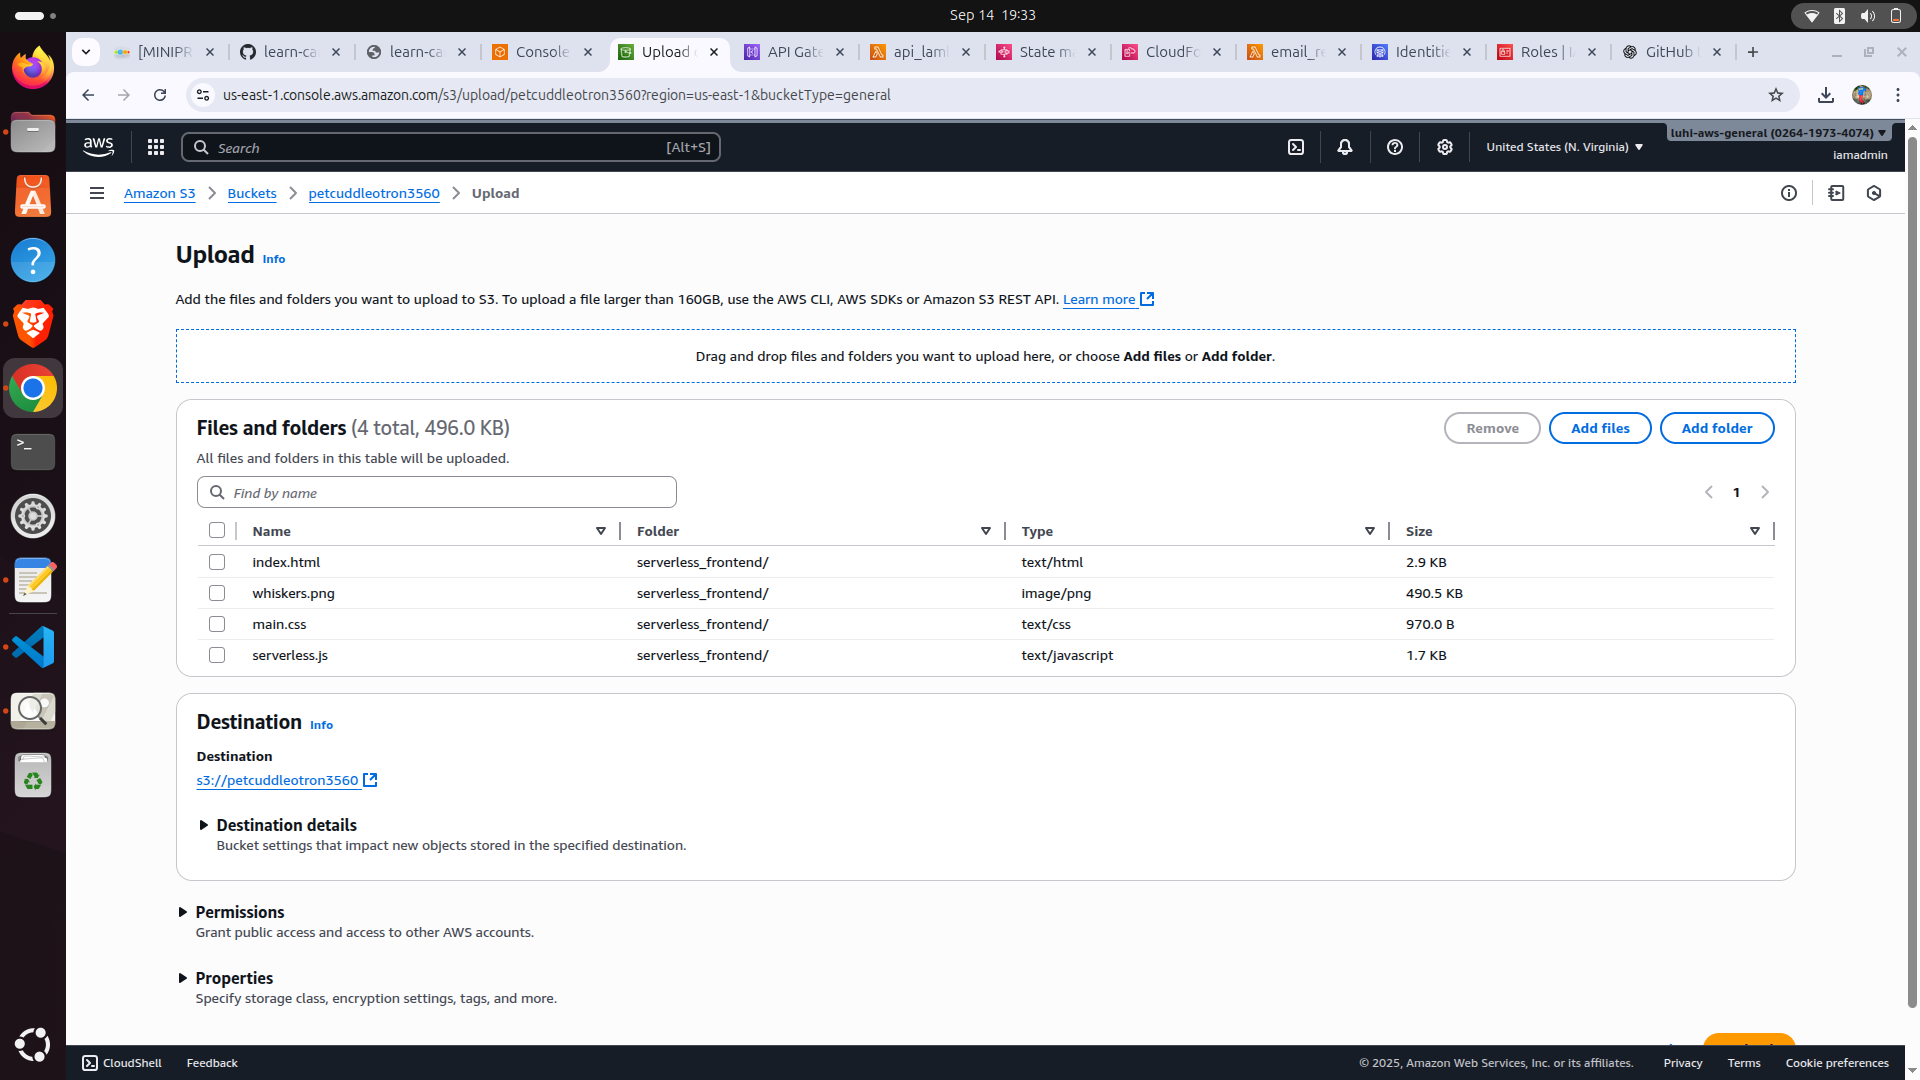 Sep 14 19:33
[MINIPR
learn-ca
learn-ca
Console
Upload o
API Gate
api_lam
State m
CloudFo
email_re
Identitie
Roles | I
GitHub
us-east-1.console.aws.amazon.com/s3/upload/petcuddleotron3560?region=us-east-1&bucketType=general
aws
Search
[Alt+S]
United States (N. Virginia)
luhi-aws-general (0264-1973-4074)
iamadmin
Amazon S3
Buckets
petcuddleotron3560
Upload
Upload Info
Add the files and folders you want to upload to S3. To upload a file larger than 160GB, use the AWS CLI, AWS SDKs or Amazon S3 REST API. Learn more
Drag and drop files and folders you want to upload here, or choose Add files or Add folder.
Files and folders (4 total, 496.0 KB)
Remove
Add files
Add folder
All files and folders in this table will be uploaded.
Find by name
1
Name Folder Type Size
index.html serverless_frontend/ text/html 2.9 KB
whiskers.png serverless_frontend/ image/png 490.5 KB
main.css serverless_frontend/ text/css 970.0 B
serverless.js serverless_frontend/ text/javascript 1.7 KB
Destination Info
Destination
s3://petcuddleotron3560
Destination details
Bucket settings that impact new objects stored in the specified destination.
Permissions
Grant public access and access to other AWS accounts.
Properties
Specify storage class, encryption settings, tags, and more.
CloudShell
Feedback
© 2025, Amazon Web Services, Inc. or its affiliates.
Privacy
Terms
Cookie preferences